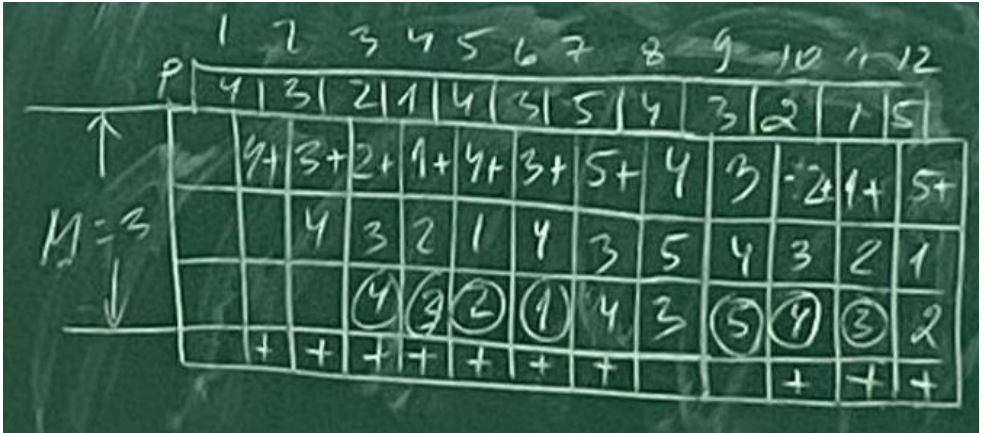 1 2 3 4 5 6 7 8 9 10 11 12
P 4 3 2 1 4 3 5 4 3 2 1 5
4+ 3+ 2+ 1+ 4+ 3+ 5+ 4 3 2+ 1+ 5+
M=3 4 3 2 1 4 3 5 4 3 2 1
4 3 2 1 4 3 5 4 3 2
+ + + + + + + + + +